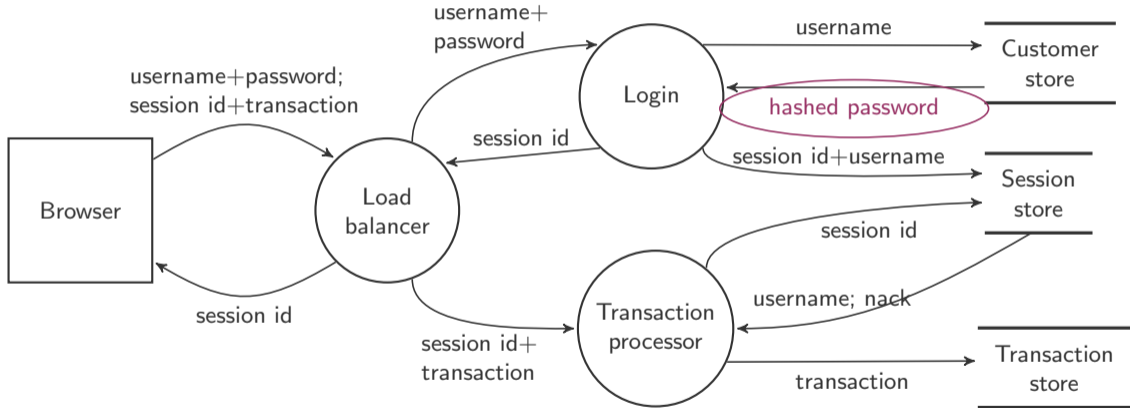 username+
password
username
Customer
store
username+password;
session id+transaction
Login
hashed password
session id
session id+username
Browser
Load
balancer
Session
store
session id
session id
username; nack
Transaction
processor
session id+
transaction
transaction
Transaction
store